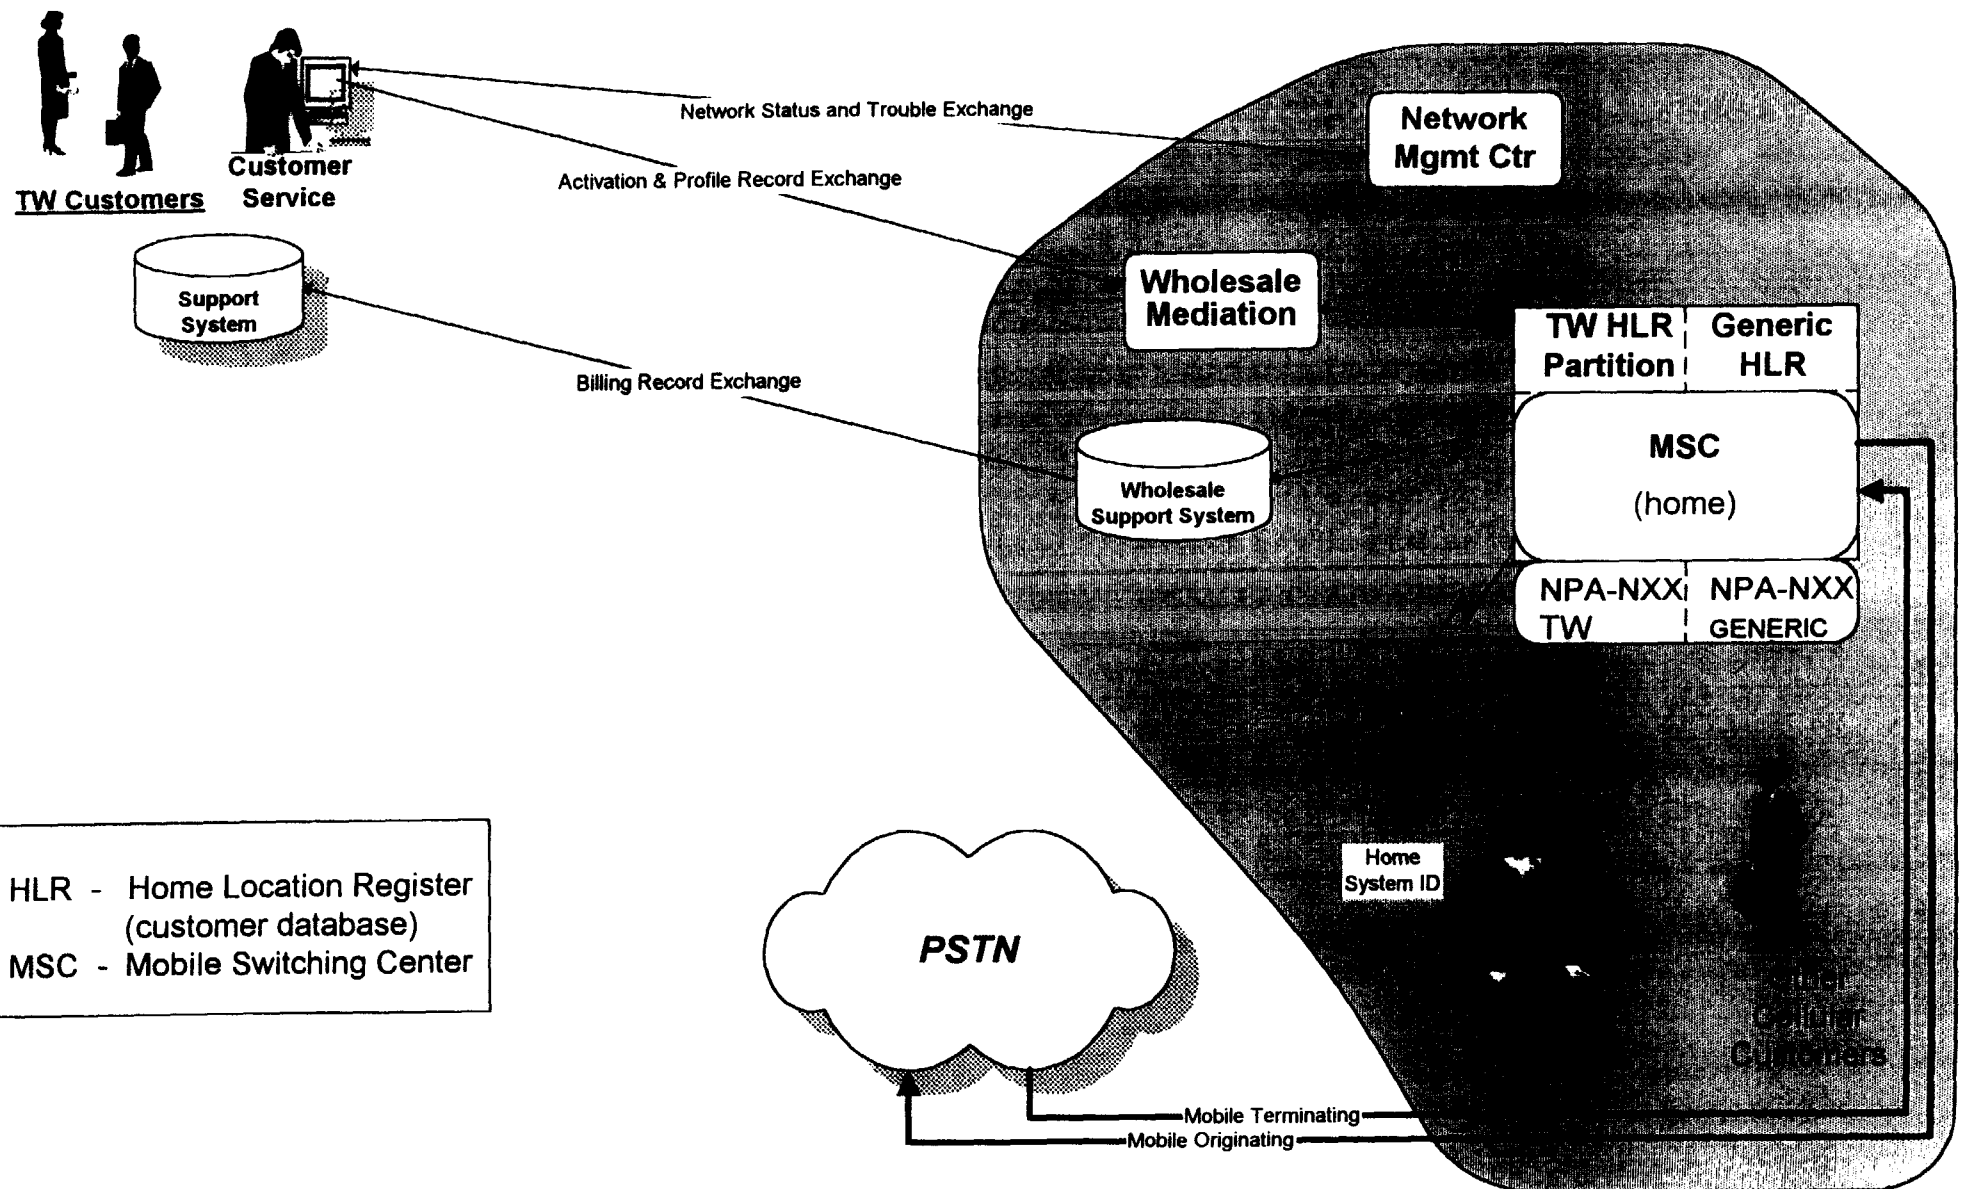 Network Status and Trouble Exchange
Network
Mgmt Ctr
Customer
Service
TW Customers
Activation & Profile Record Exchange
Wholesale
Mediation
Support
System
TW HLR
Partition
Generic
HLR
Billing Record Exchange
MSC
(home)
Wholesale
Support System
NPA-NXX
TW
NPA-NXX
GENERIC
Home
System ID
HLR - Home Location Register
(customer database)
MSC - Mobile Switching Center
PSTN
Other
Cellular
Customers
Mobile Terminating
Mobile Originating